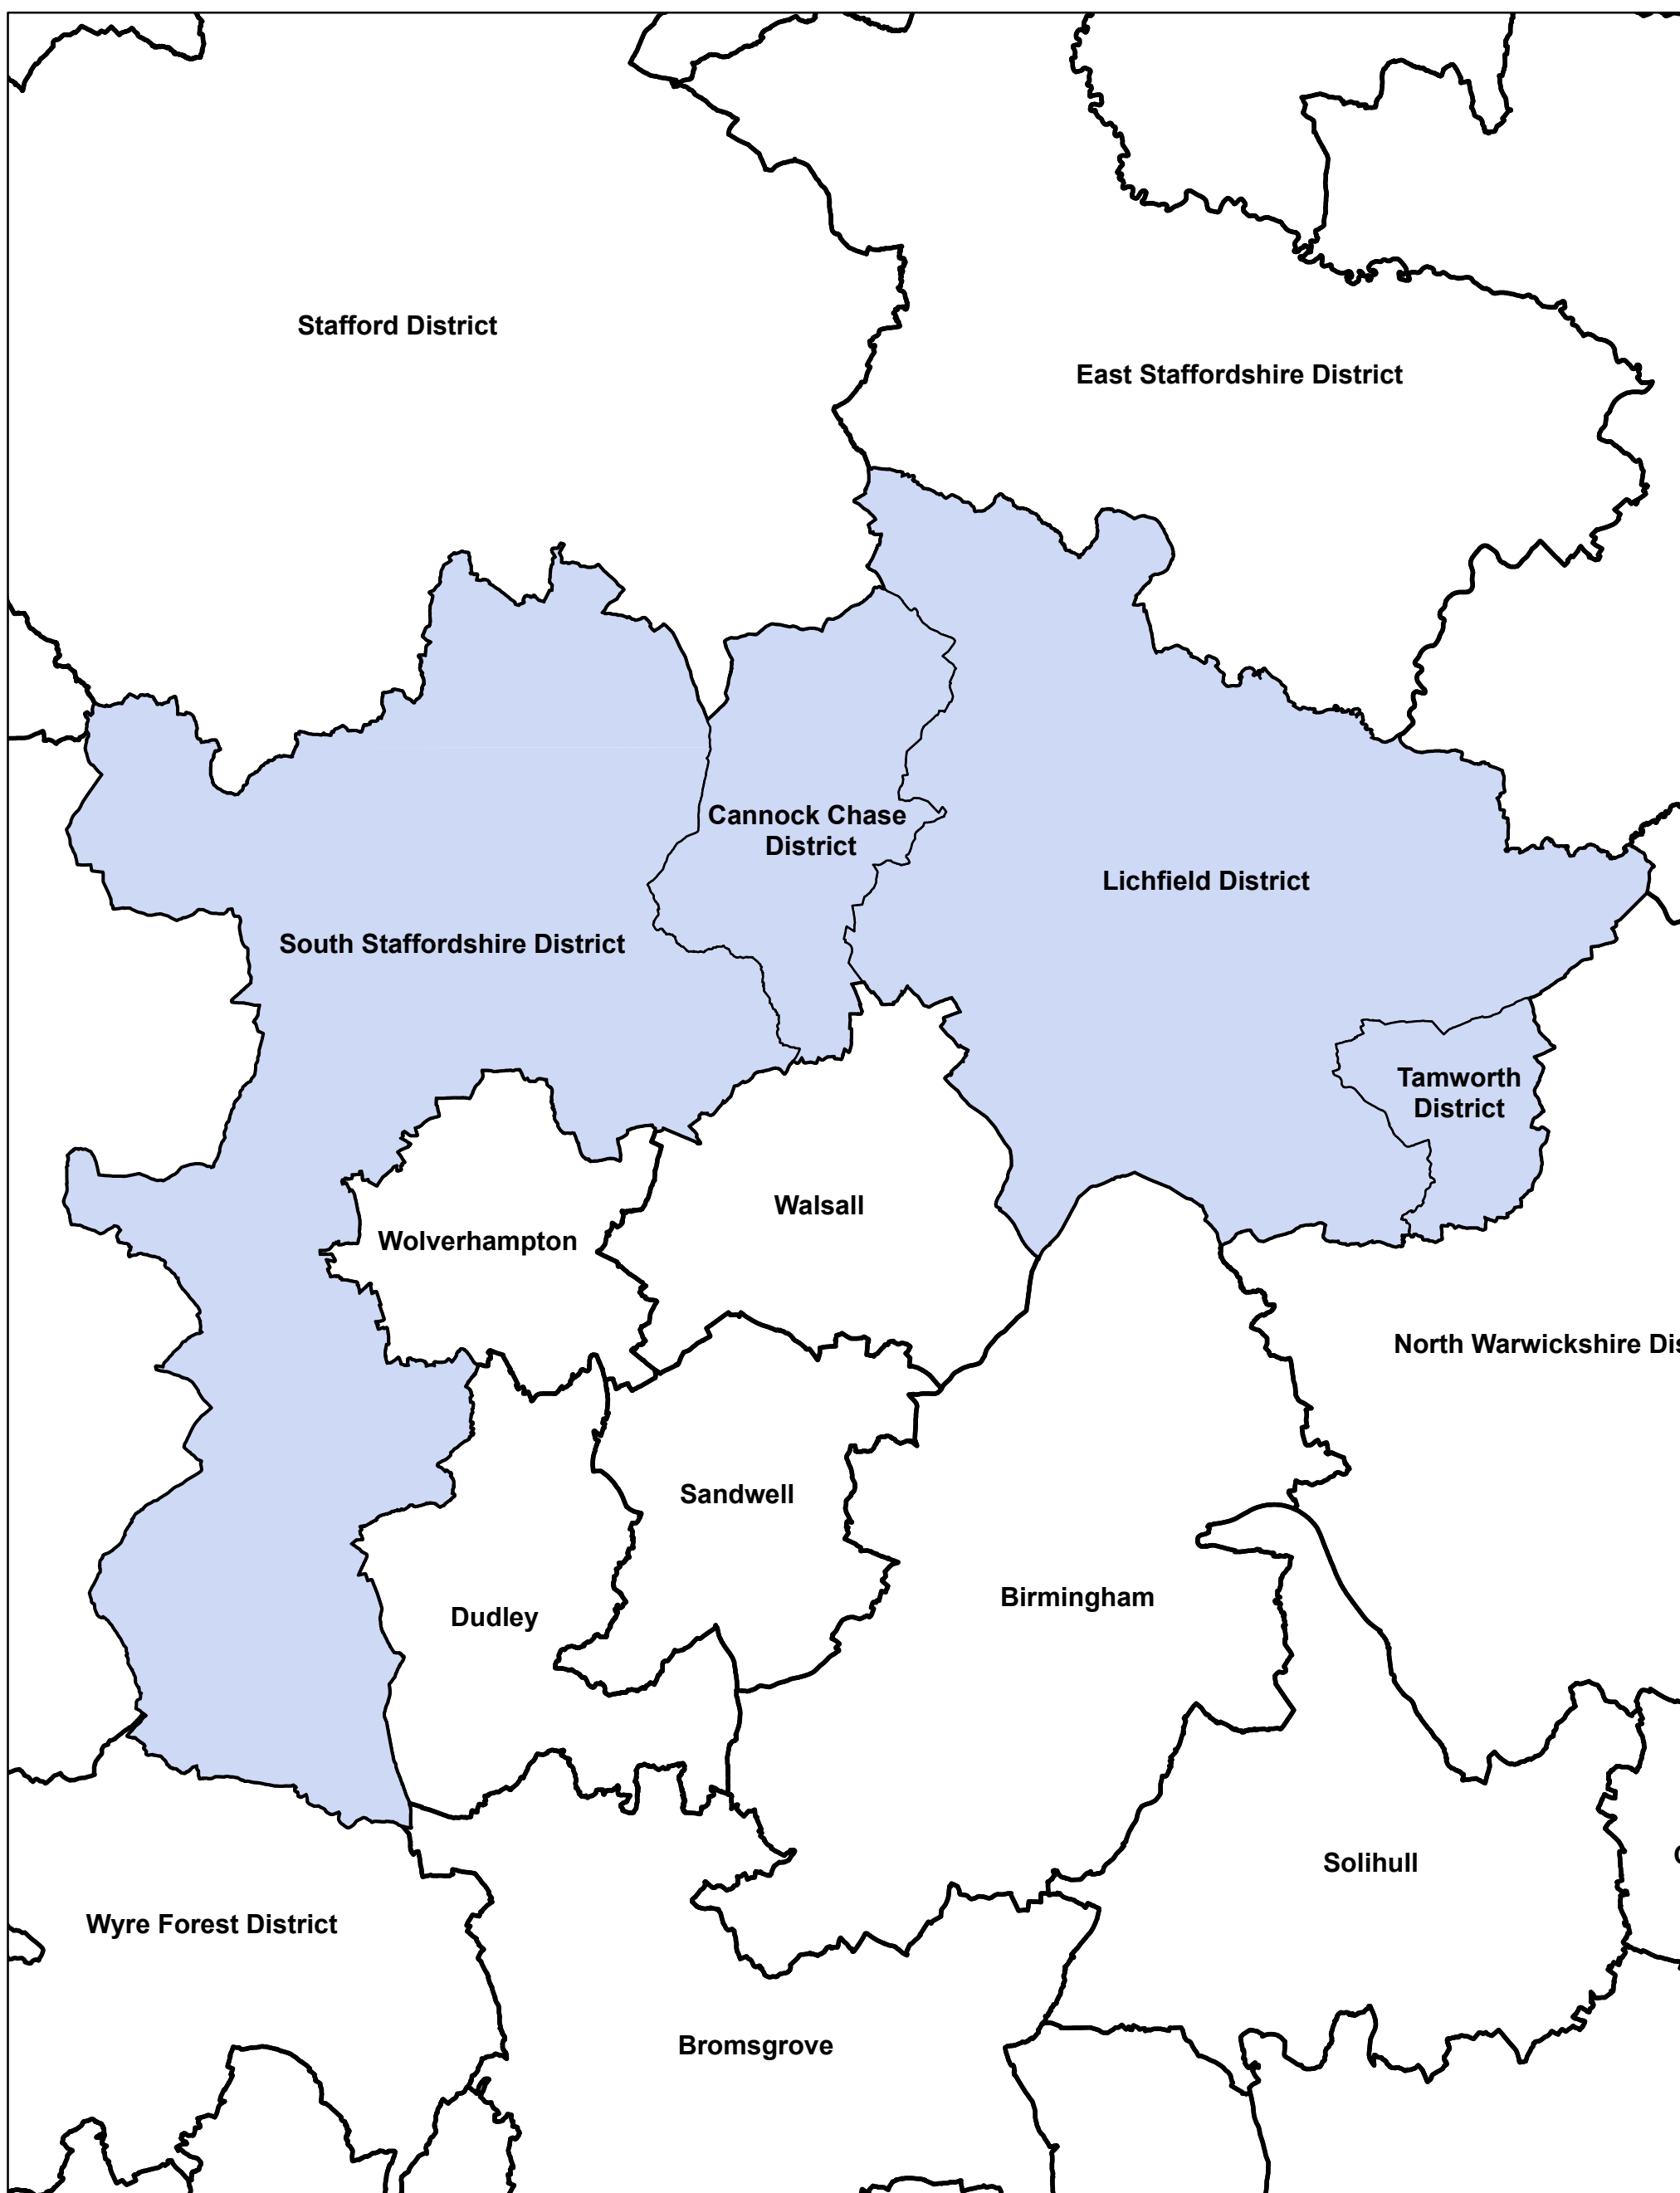 Stafford District
East Staffordshire District
Cannock Chase
District
Lichfield District
South Staffordshire District
Tamworth
District
Walsall
Wolverhampton
North Warwickshire Dis
Sandwell
Birmingham
Dudley
Solihull
Wyre Forest District
Bromsgrove